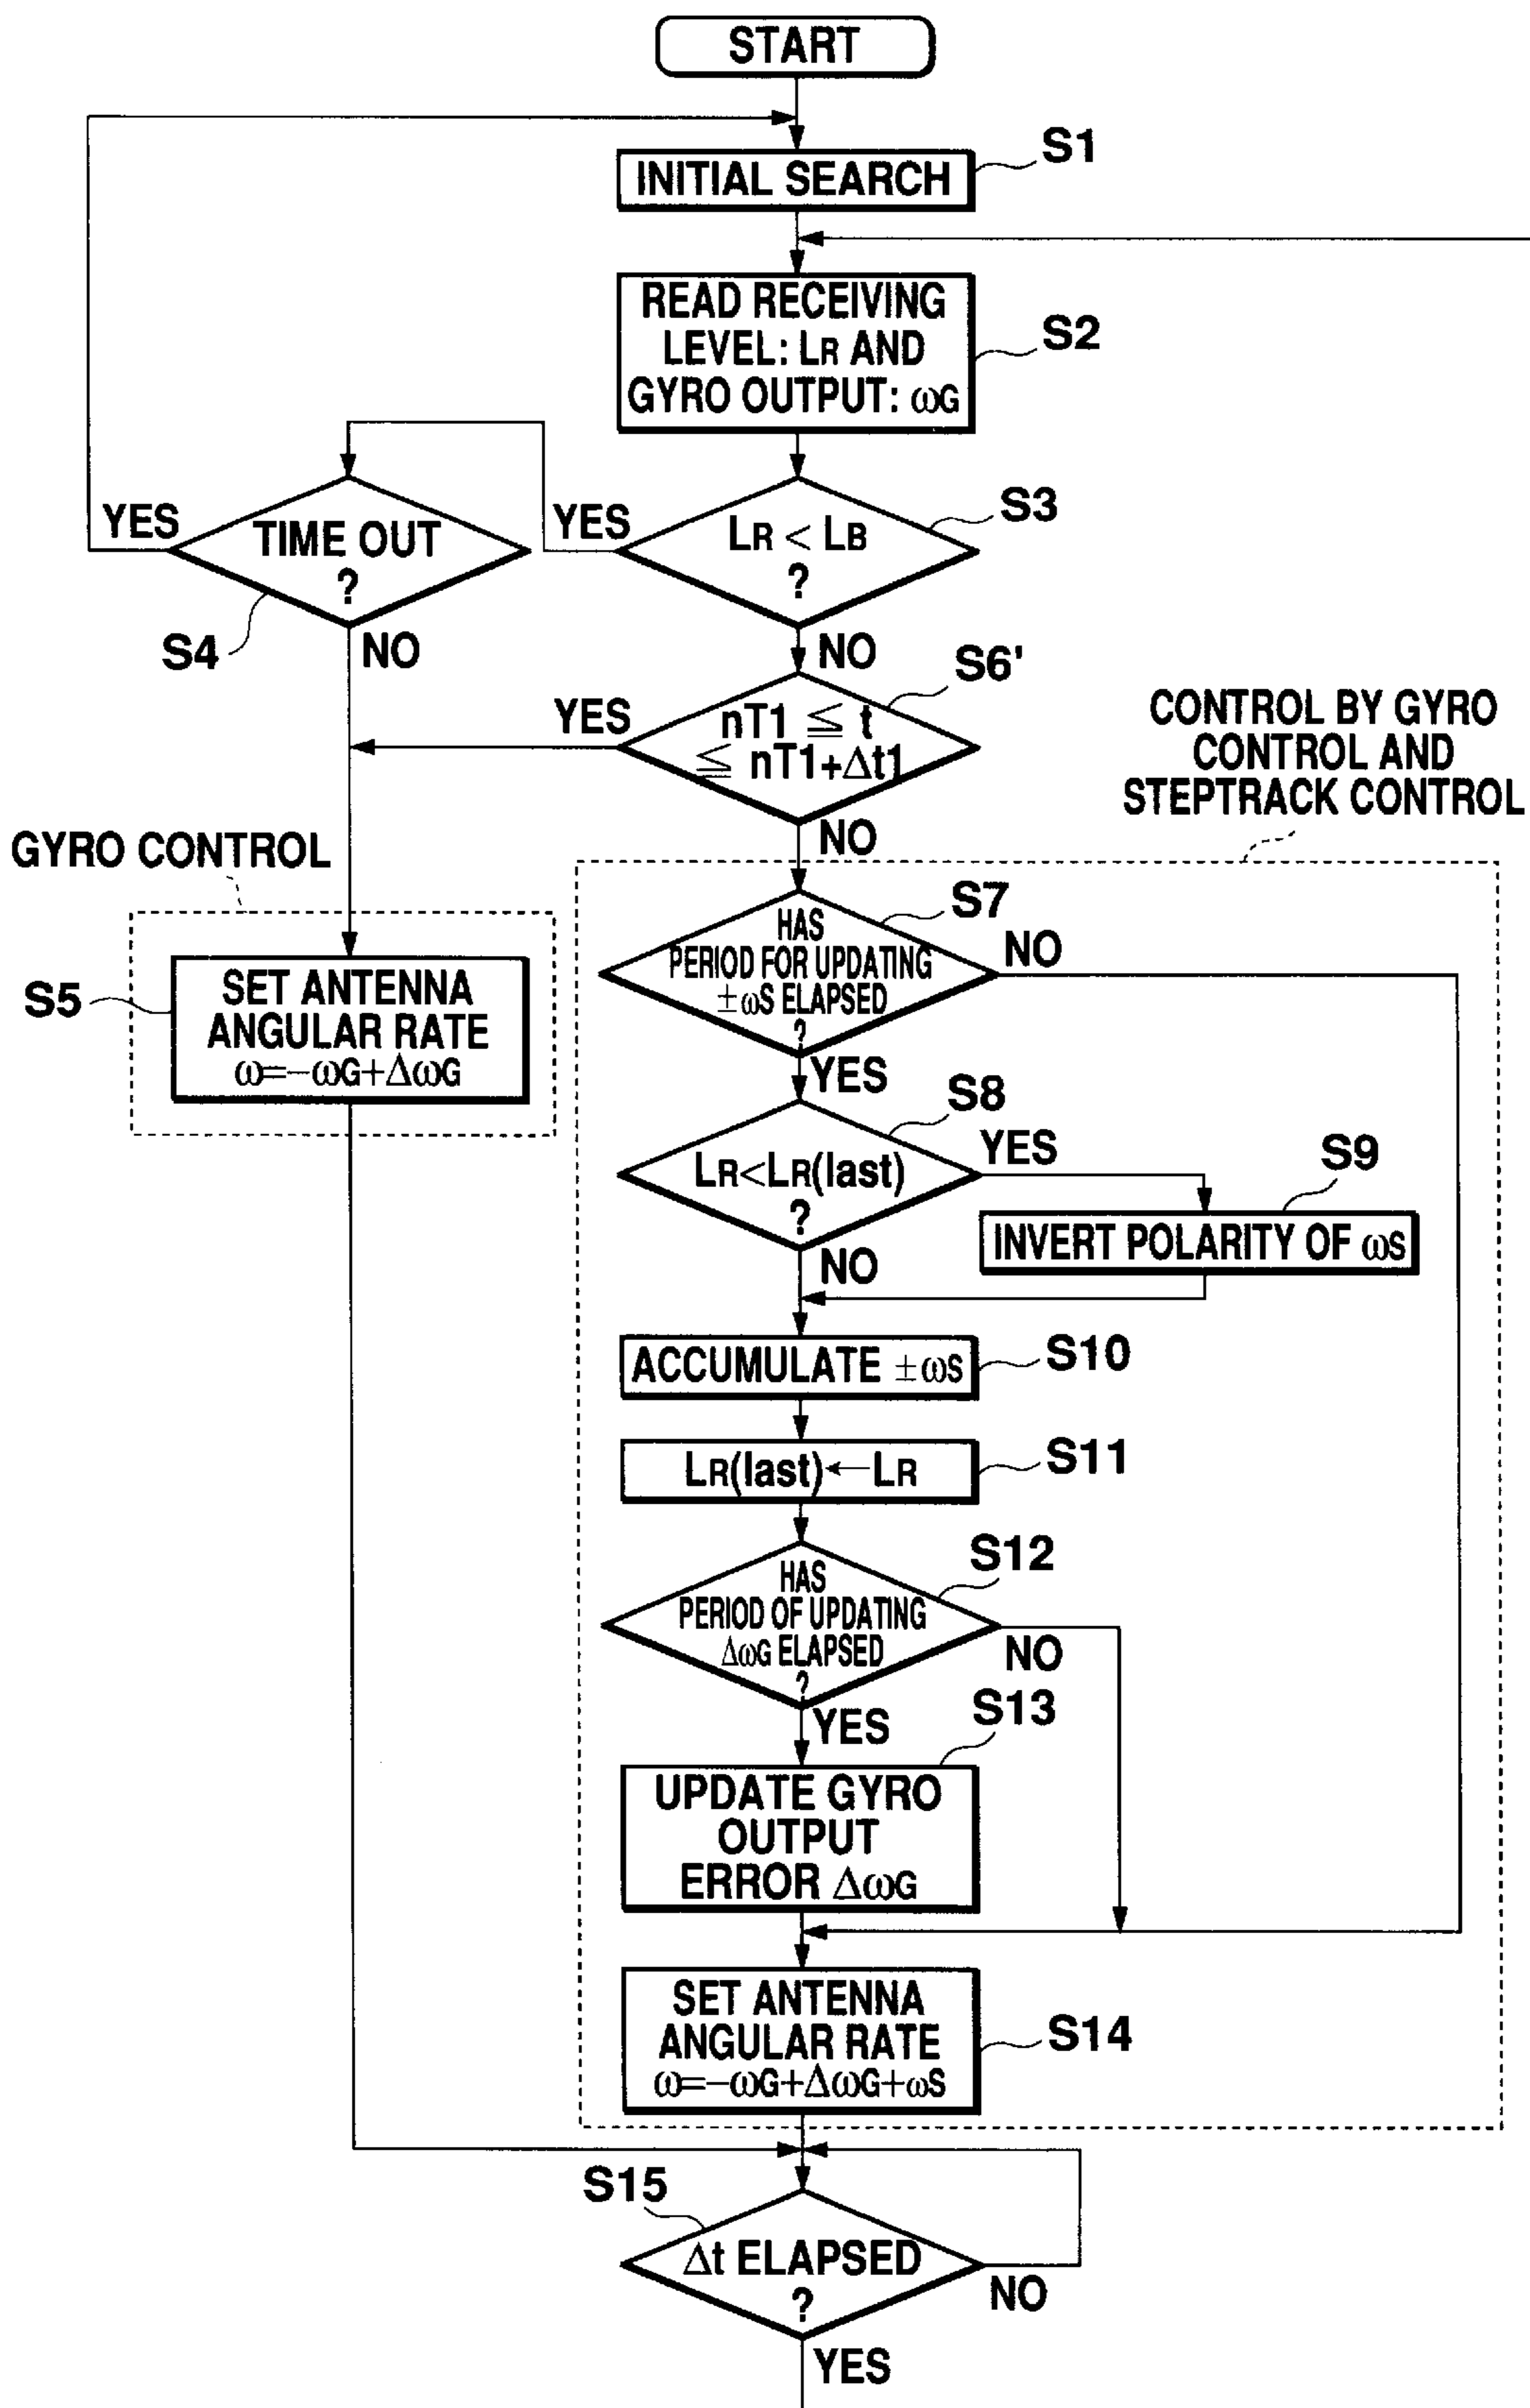 START
INITIAL SEARCH
S1
READ RECEIVING
LEVEL: LR AND
GYRO OUTPUT: ωG
S2
LR < LB
?
S3
YES
NO
TIME OUT
?
S4
YES
NO
nT1 ≦ t
≦ nT1+Δt1
S6'
YES
NO
CONTROL BY GYRO
CONTROL AND
STEPTRACK CONTROL
GYRO CONTROL
SET ANTENNA
ANGULAR RATE
ω=−ωG+ΔωG
S5
HAS
PERIOD FOR UPDATING
±ωS ELAPSED
?
S7
NO
YES
LR<LR(last)
?
S8
YES
NO
INVERT POLARITY OF ωS
S9
ACCUMULATE ±ωS
S10
LR(last)←LR
S11
HAS
PERIOD OF UPDATING
ΔωG ELAPSED
?
S12
NO
YES
UPDATE GYRO
OUTPUT
ERROR ΔωG
S13
SET ANTENNA
ANGULAR RATE
ω=−ωG+ΔωG+ωS
S14
Δt ELAPSED
?
S15
NO
YES